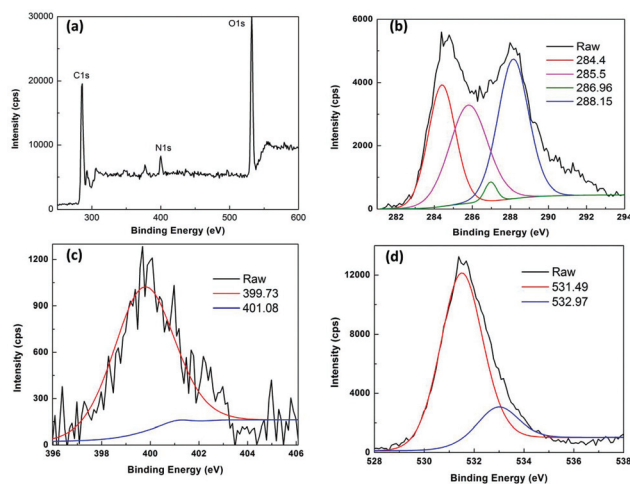 (a)
O1s
C1s
N1s
30000
20000
10000
0
300 400 500 600
Intensity (cps)
Binding Energy (eV)
(b)
Raw
284.4
285.5
286.96
288.15
6000
4000
2000
0
282 284 286 288 290 292 294
Intensity (cps)
Binding Energy (eV)
(c)
Raw
399.73
401.08
1200
900
600
300
0
396 398 400 402 404 406
Intensity (cps)
Binding Energy (eV)
(d)
Raw
531.49
532.97
12000
8000
4000
0
528 530 532 534 536 538
Intensity (cps)
Binding Energy (eV)